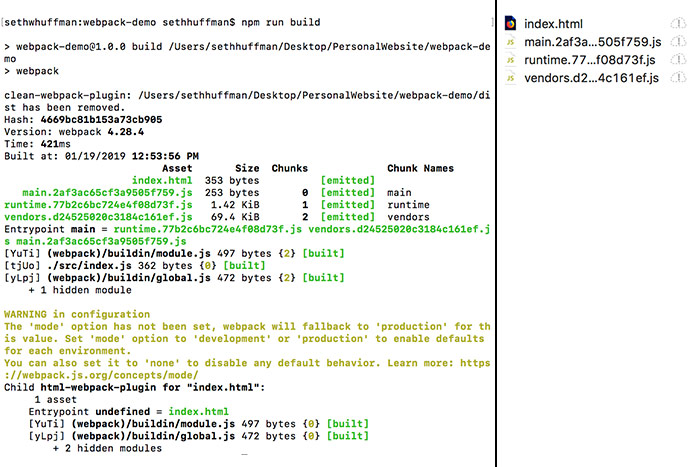 [sethwhuffman:webpack-demo sethhuffman$ npm run build
> webpack-demo@1.0.0 build /Users/sethhuffman/Desktop/PersonalWebsite/webpack-de
mo
> webpack
clean-webpack-plugin: /Users/sethhuffman/Desktop/PersonalWebsite/webpack-demo/di
st has been removed.
Hash: 4669bc81b153a73cb905
Version: webpack 4.28.4
Time: 421ms
Built at: 01/19/2019 12:53:56 PM
Asset Size Chunks Chunk Names
index.html 353 bytes [emitted]
main.2af3ac65cf3a9505f759.js 253 bytes 0 [emitted] main
runtime.77b2c6bc724e4f08d73f.js 1.42 KiB 1 [emitted] runtime
vendors.d24525020c3184c161ef.js 69.4 KiB 2 [emitted] vendors
Entrypoint main = runtime.77b2c6bc724e4f08d73f.js vendors.d24525020c3184c161ef.j
s main.2af3ac65cf3a9505f759.js
[YuTi] (webpack)/buildin/module.js 497 bytes {2} [built]
[tjUo] ./src/index.js 362 bytes {0} [built]
[yLpj] (webpack)/buildin/global.js 472 bytes {2} [built]
+ 1 hidden module
WARNING in configuration
The 'mode' option has not been set, webpack will fallback to 'production' for th
is value. Set 'mode' option to 'development' or 'production' to enable defaults
for each environment.
You can also set it to 'none' to disable any default behavior. Learn more: https
://webpack.js.org/concepts/mode/
Child html-webpack-plugin for "index.html":
1 asset
Entrypoint undefined = index.html
[YuTi] (webpack)/buildin/module.js 497 bytes {0} [built]
[yLpj] (webpack)/buildin/global.js 472 bytes {0} [built]
+ 2 hidden modules
index.html
JS main.2af3a...505f759.js
JS runtime.77...f08d73f.js
JS vendors.d2...4c161ef.js